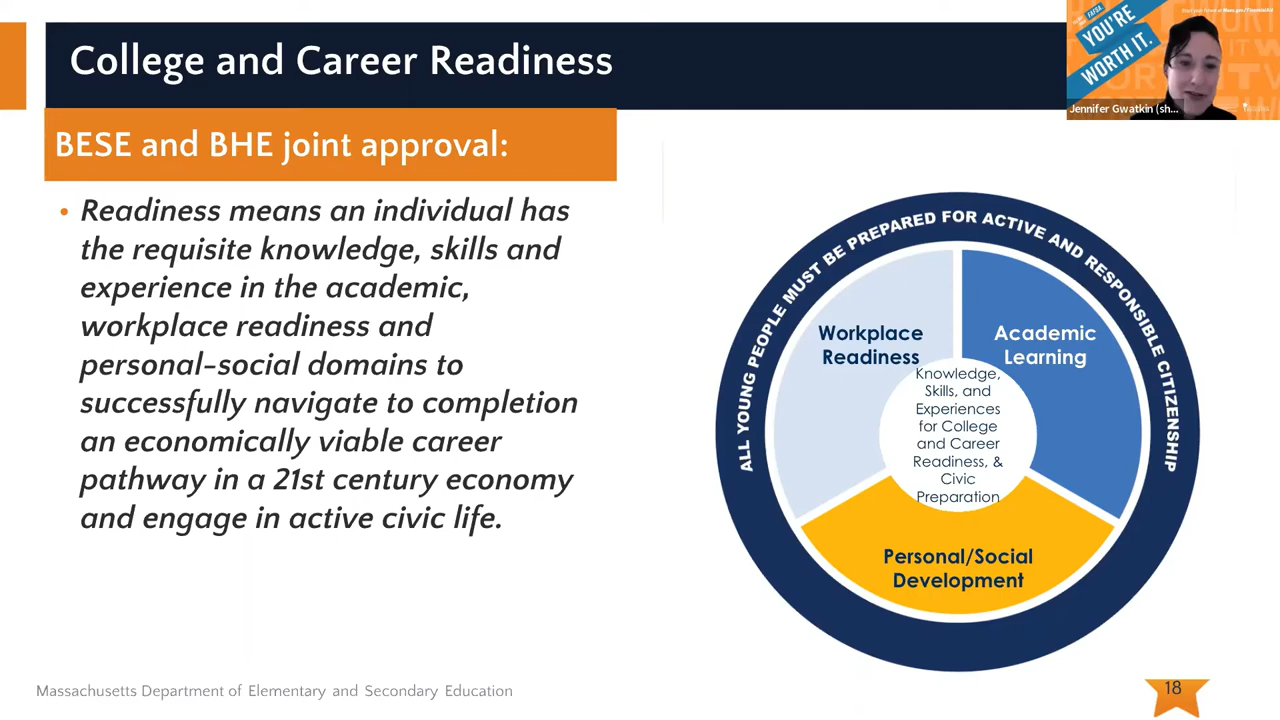 College and Career Readiness
BESE and BHE joint approval:
• Readiness means an individual has
the requisite knowledge, skills and
experience in the academic,
workplace readiness and
personal-social domains to
successfully navigate to completion
an economically viable career
pathway in a 21st century economy
and engage in active civic life.
ALL YOUNG PEOPLE MUST BE PREPARED FOR ACTIVE AND RESPONSIBLE CITIZENSHIP
Workplace
Readiness
Academic
Learning
Knowledge,
Skills, and
Experiences
for College
and Career
Readiness, &
Civic
Preparation
Personal/Social
Development
Massachusetts Department of Elementary and Secondary Education
18
FAFSA
YOU'RE
WORTH IT.
Jennifer Gwatkin (sh...